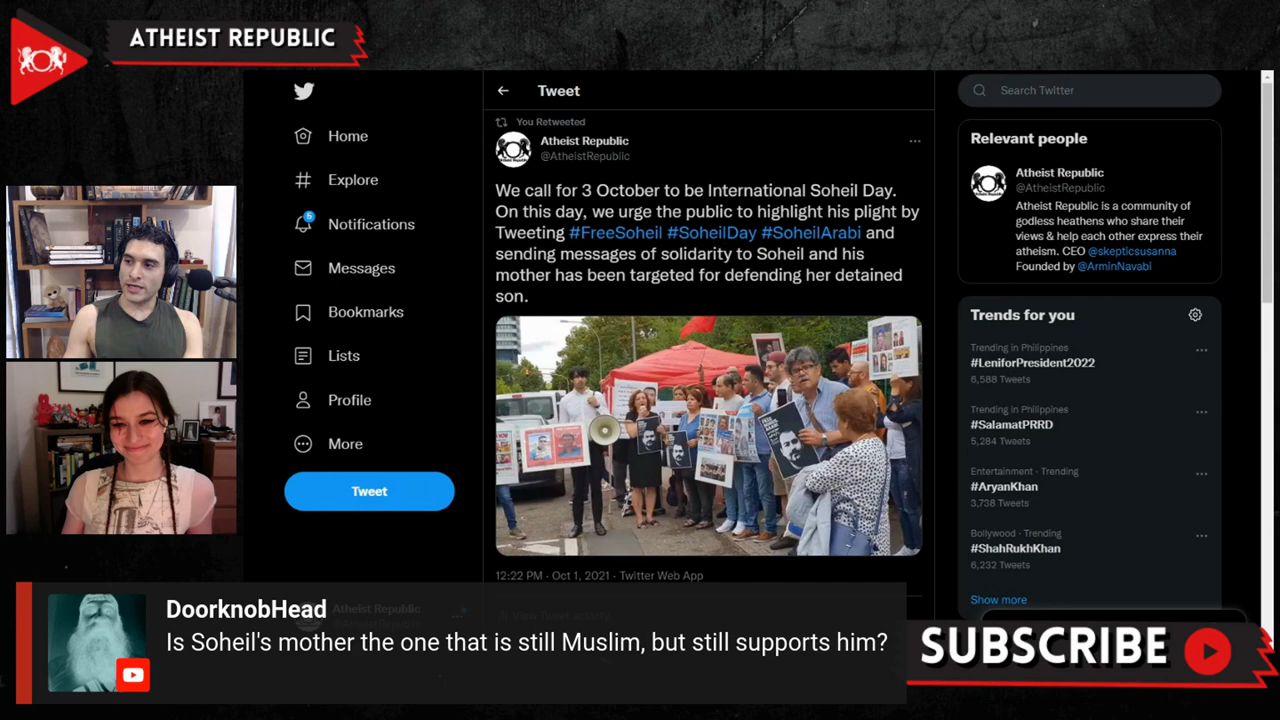 ATHEIST REPUBLIC
Home
Explore
5
Notifications
Messages
Bookmarks
Lists
Profile
More
Tweet
Atheist Republic
Tweet
You Retweeted
Atheist Republic
@AtheistRepublic
We call for 3 October to be International Soheil Day.
On this day, we urge the public to highlight his plight by
Tweeting #FreeSoheil #SoheilDay #SoheilArabi and
sending messages of solidarity to Soheil and his
mother has been targeted for defending her detained
son.
12:22 PM · Oct 1, 2021 · Twitter Web App
View Tweet activity
Search Twitter
Relevant people
Atheist Republic
@AtheistRepublic
Atheist Republic is a community of
godless heathens who share their
views & help each other express their
atheism. CEO @skepticsusanna
Founded by @ArminNavabi
Trends for you
Trending in Philippines
#LeniforPresident2022
6,588 Tweets
Trending in Philippines
#SalamatPRRD
5,284 Tweets
Entertainment · Trending
#AryanKhan
3,738 Tweets
Bollywood · Trending
#ShahRukhKhan
6,232 Tweets
Show more
DoorknobHead
Is Soheil's mother the one that is still Muslim, but still supports him?
SUBSCRIBE